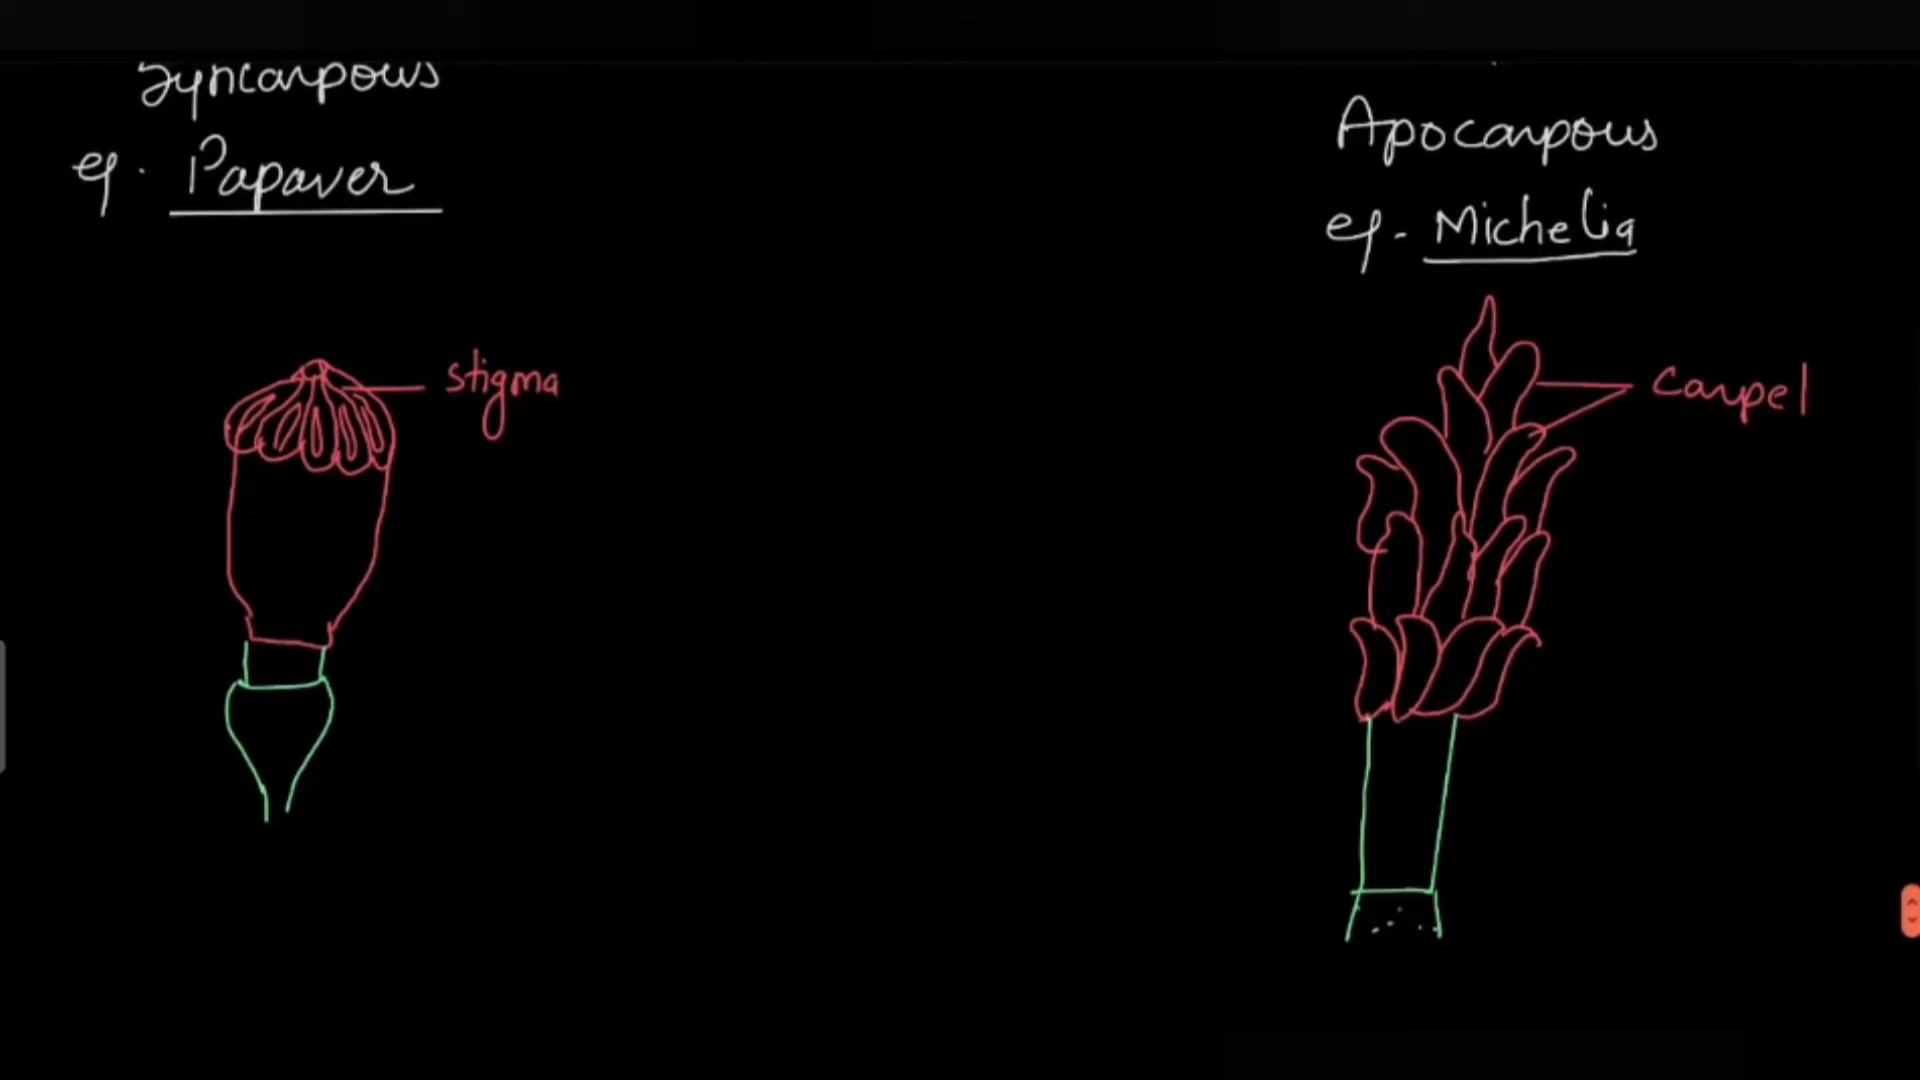 Syncarpous
eg. Papaver
stigma
Apocarpous
eg- Michelia
Carpel